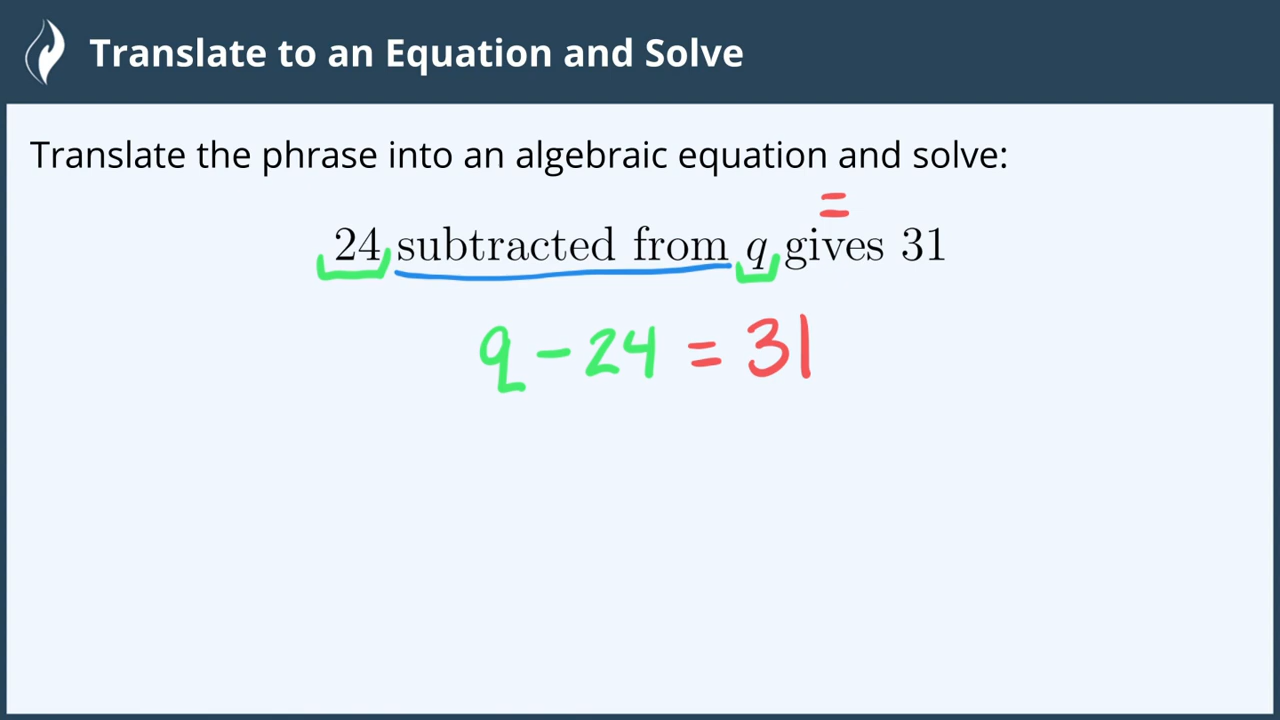 Translate to an Equation and Solve
Translate the phrase into an algebraic equation and solve:
=
24 subtracted from q gives 31
q - 24 = 31